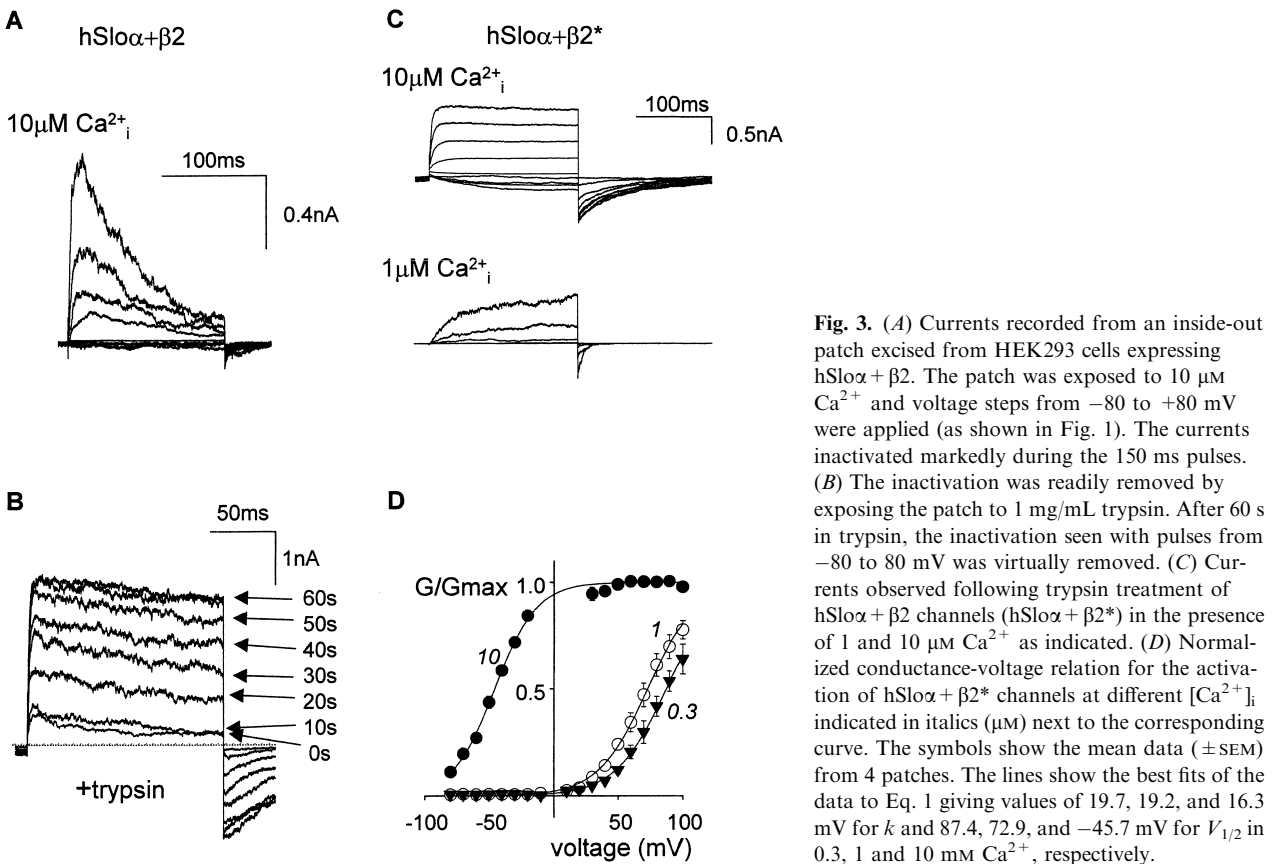 A
hSloα+β2
10μM Ca²⁺ᵢ
100ms
0.4nA
C
hSloα+β2*
10μM Ca²⁺ᵢ
100ms
0.5nA
1μM Ca²⁺ᵢ
B
50ms
1nA
60s
50s
40s
30s
20s
10s
0s
+trypsin
D
G/Gmax
1.0
0.5
10
1
0.3
-100 -50 0 50 100
voltage (mV)
Fig. 3. (A) Currents recorded from an inside-out
patch excised from HEK293 cells expressing
hSloα + β2. The patch was exposed to 10 μM
Ca²⁺ and voltage steps from −80 to +80 mV
were applied (as shown in Fig. 1). The currents
inactivated markedly during the 150 ms pulses.
(B) The inactivation was readily removed by
exposing the patch to 1 mg/mL trypsin. After 60 s
in trypsin, the inactivation seen with pulses from
−80 to 80 mV was virtually removed. (C) Cur-
rents observed following trypsin treatment of
hSloα + β2 channels (hSloα + β2*) in the presence
of 1 and 10 μM Ca²⁺ as indicated. (D) Normal-
ized conductance-voltage relation for the activa-
tion of hSloα + β2* channels at different [Ca²⁺]ᵢ
indicated in italics (μM) next to the corresponding
curve. The symbols show the mean data (±SEM)
from 4 patches. The lines show the best fits of the
data to Eq. 1 giving values of 19.7, 19.2, and 16.3
mV for k and 87.4, 72.9, and −45.7 mV for V1/2 in
0.3, 1 and 10 mM Ca²⁺, respectively.